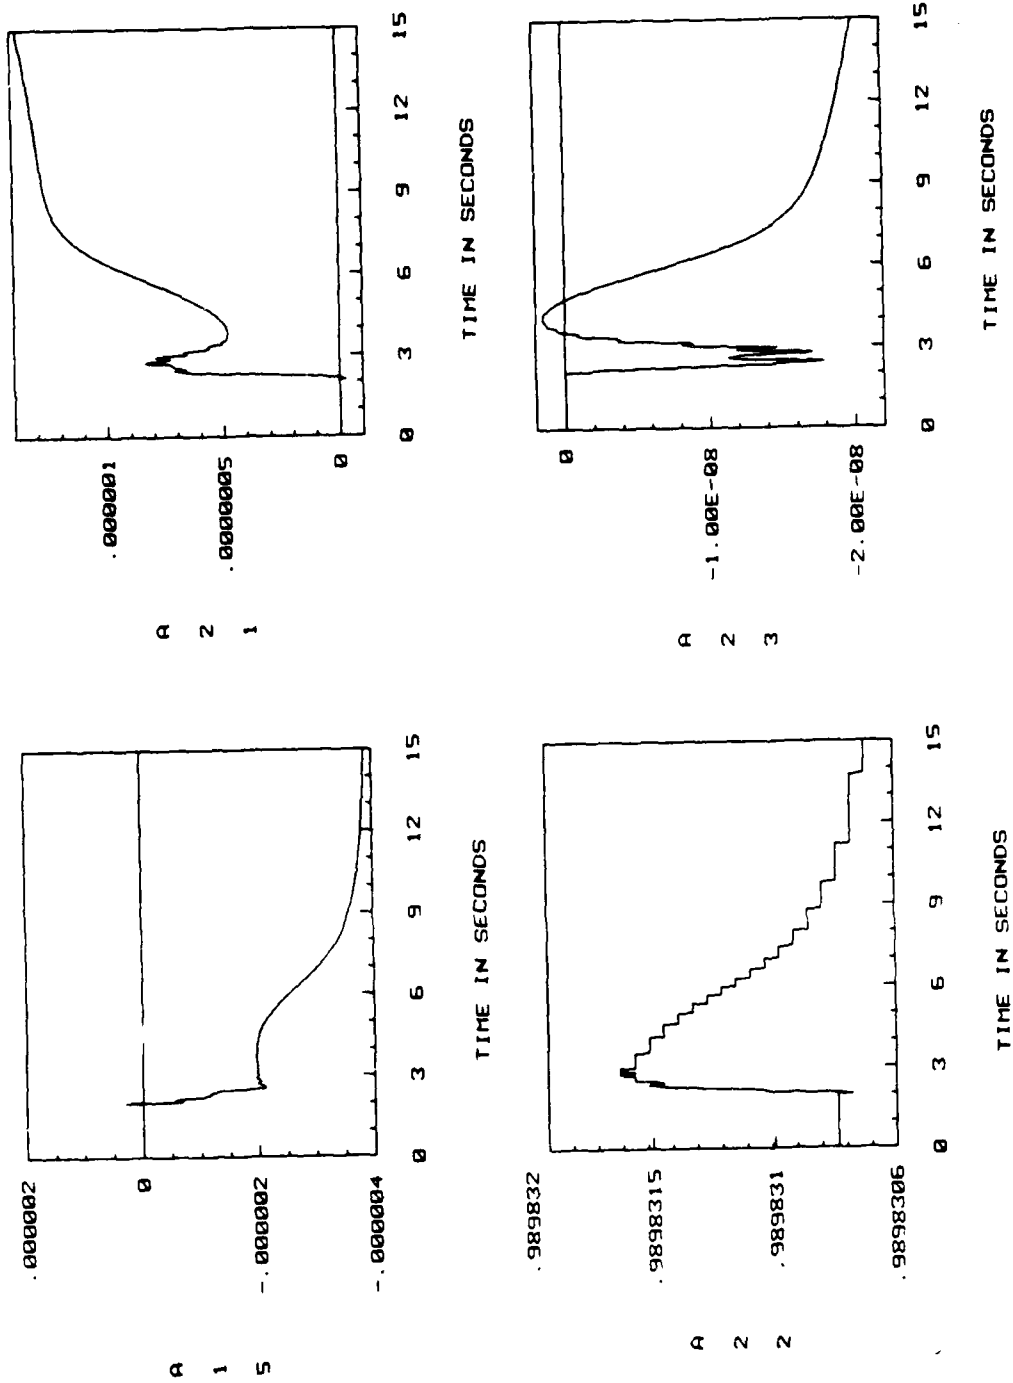 A
1
5
.000002
0
-.000002
-.000004
0 3 6 9 12 15
TIME IN SECONDS
A
2
1
.000001
.0000005
0
0 3 6 9 12 15
TIME IN SECONDS
A
2
2
.989832
.9898315
.989831
.9898306
0 3 6 9 12 15
TIME IN SECONDS
A
2
3
0
-1.00E-08
-2.00E-08
0 3 6 9 12 15
TIME IN SECONDS